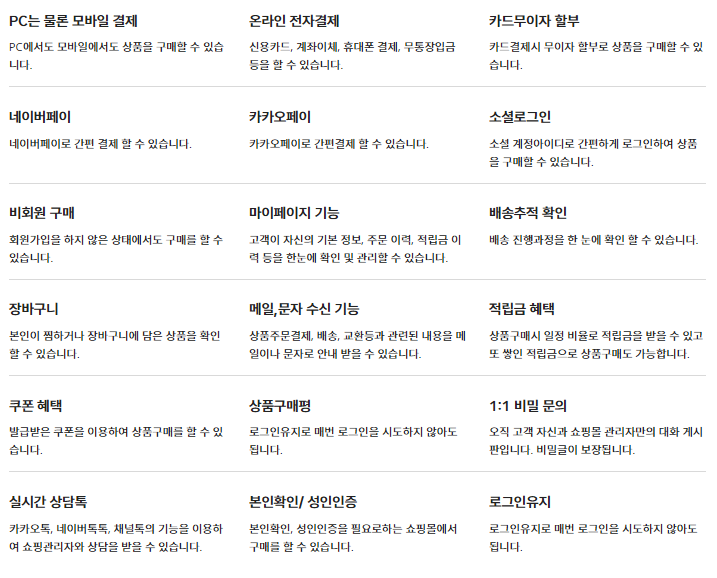 PC는 물론 모바일 결제
PC에서도 모바일에서도 상품을 구매할 수 있습
니다.
온라인 전자결제
신용카드, 계좌이체, 휴대폰 결제, 무통장입금
등을 할 수 있습니다.
카드무이자 할부
카드결제시 무이자 할부로 상품을 구매할 수 있
습니다.
네이버페이
네이버페이로 간편 결제 할 수 있습니다.
카카오페이
카카오페이로 간편결제 할 수 있습니다.
소셜로그인
소셜 계정아이디로 간편하게 로그인하여 상품
을 구매할 수 있습니다.
비회원 구매
회원가입을 하지 않은 상태에서도 구매를 할 수
있습니다.
마이페이지 기능
고객이 자신의 기본 정보, 주문 이력, 적립금 이
력 등을 한눈에 확인 및 관리할 수 있습니다.
배송추적 확인
배송 진행과정을 한 눈에 확인 할 수 있습니다.
장바구니
본인이 찜하거나 장바구니에 담은 상품을 확인
할 수 있습니다.
메일,문자 수신 기능
상품주문결제, 배송, 교환등과 관련된 내용을 메
일이나 문자로 안내 받을 수 있습니다.
적립금 혜택
상품구매시 일정 비율로 적립금을 받을 수 있고
또 쌓인 적립금으로 상품구매도 가능합니다.
쿠폰 혜택
발급받은 쿠폰을 이용하여 상품구매를 할 수 있
습니다.
상품구매평
로그인유지로 매번 로그인을 시도하지 않아도
됩니다.
1:1 비밀 문의
오직 고객 자신과 쇼핑몰 관리자만의 대화 게시
판입니다. 비밀글이 보장됩니다.
실시간 상담톡
카카오톡, 네이버톡톡, 채널톡의 기능을 이용하
여 쇼핑관리자와 상담을 받을 수 있습니다.
본인확인/ 성인인증
본인확인, 성인인증을 필요로하는 쇼핑몰에서
구매를 할 수 있습니다.
로그인유지
로그인유지로 매번 로그인을 시도하지 않아도
됩니다.